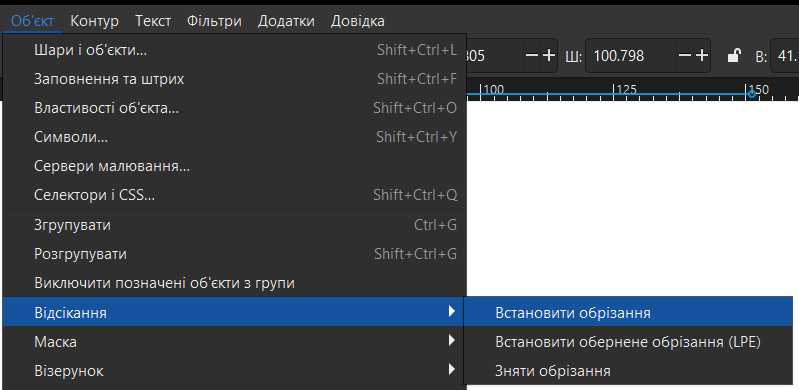 Об'єкт Контур Текст Фільтри Додатки Довідка
Шари і об'єкти... Shift+Ctrl+L
305 Ш: 100.798 В: 41.
Заповнення та штрих Shift+Ctrl+F
100 125 150
Властивості об'єкта... Shift+Ctrl+O
Символи... Shift+Ctrl+Y
Сервери малювання...
Селектори і CSS... Shift+Ctrl+Q
Згрупувати Ctrl+G
Розгрупувати Shift+Ctrl+G
Виключити позначені об'єкти з групи
Відсікання Встановити обрізання
Маска Встановити обернене обрізання (LPE)
Візерунок Зняти обрізання